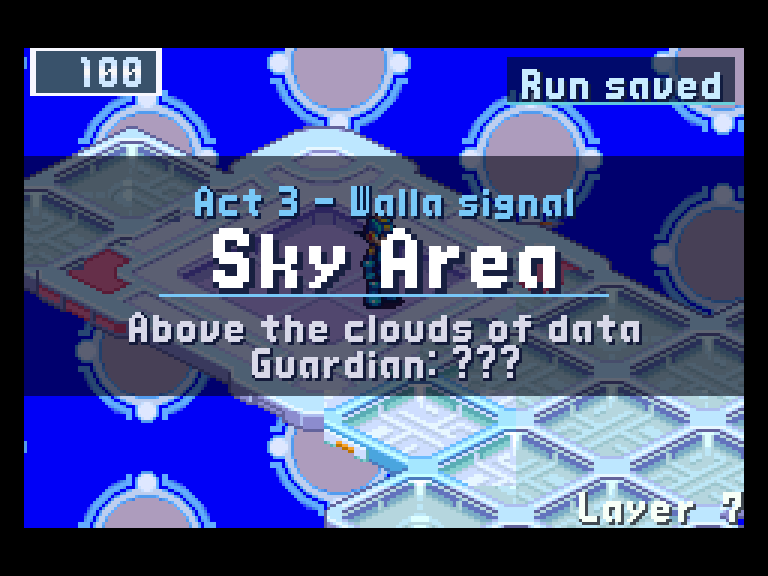 100
Run saved
Act 3 - Walla signal
Sky Area
Above the clouds of data
Guardian: ???
Layer 7